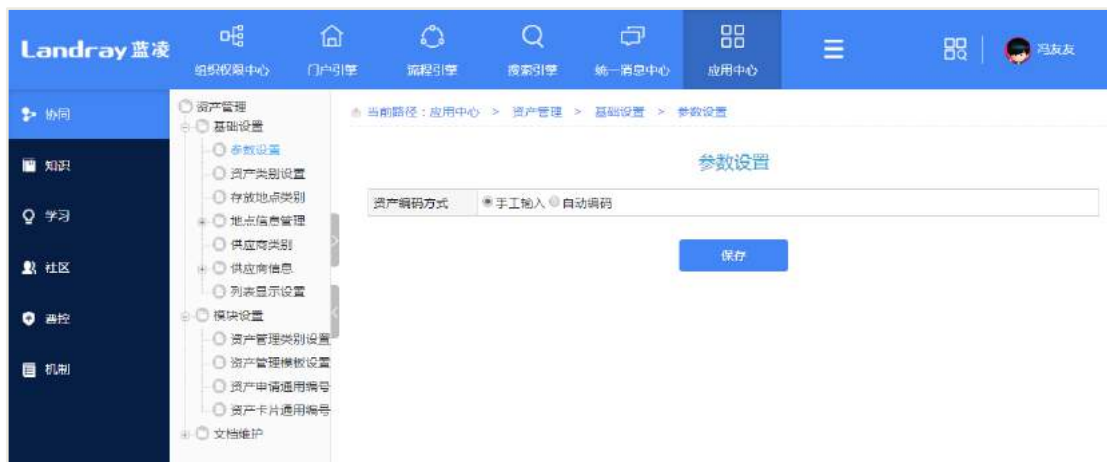 Landray 蓝凌
组织权限中心
门户引擎
流程引擎
搜索引擎
统一消息中心
应用中心
冯友友
协同
知识
学习
社区
监控
机制
资产管理
基础设置
参数设置
资产类别设置
存放地点类别
地点信息管理
供应商类别
供应商信息
列表显示设置
模块设置
资产管理类别设置
资产管理模板设置
资产申请通用编号
资产卡片通用编号
文档维护
当前路径：应用中心 > 资产管理 > 基础设置 > 参数设置
参数设置
资产编码方式 手工输入 自动编码
保存